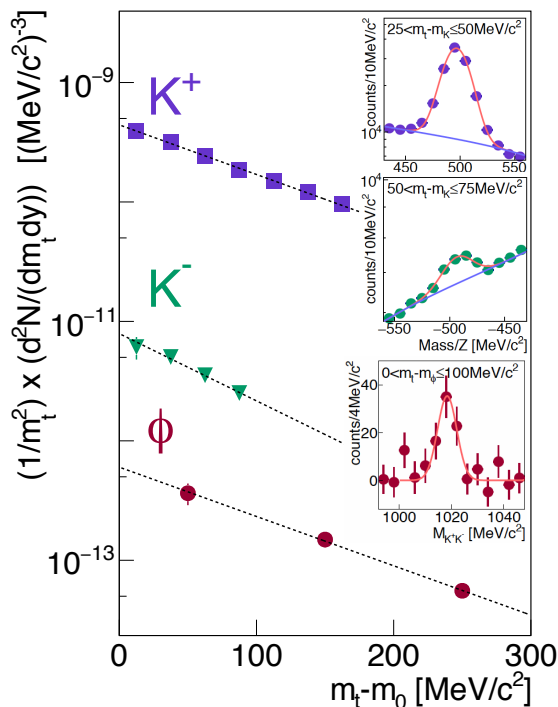 (1/m_t^2) x (d^2N/(dm_t dy)) [(MeV/c^2)^-3]
10^-9
10^-11
10^-13
K^+
K^-
ϕ
0
100
200
300
m_t-m_0 [MeV/c^2]
25<m_t-m_K≤50MeV/c^2
counts/10MeV/c^2
10^4
450
500
550
50<m_t-m_K≤75MeV/c^2
counts/10MeV/c^2
10^4
-550
-500
-450
Mass/Z [MeV/c^2]
0<m_t-m_ϕ≤100MeV/c^2
counts/4MeV/c^2
40
20
0
1000
1020
1040
M_K+K- [MeV/c^2]